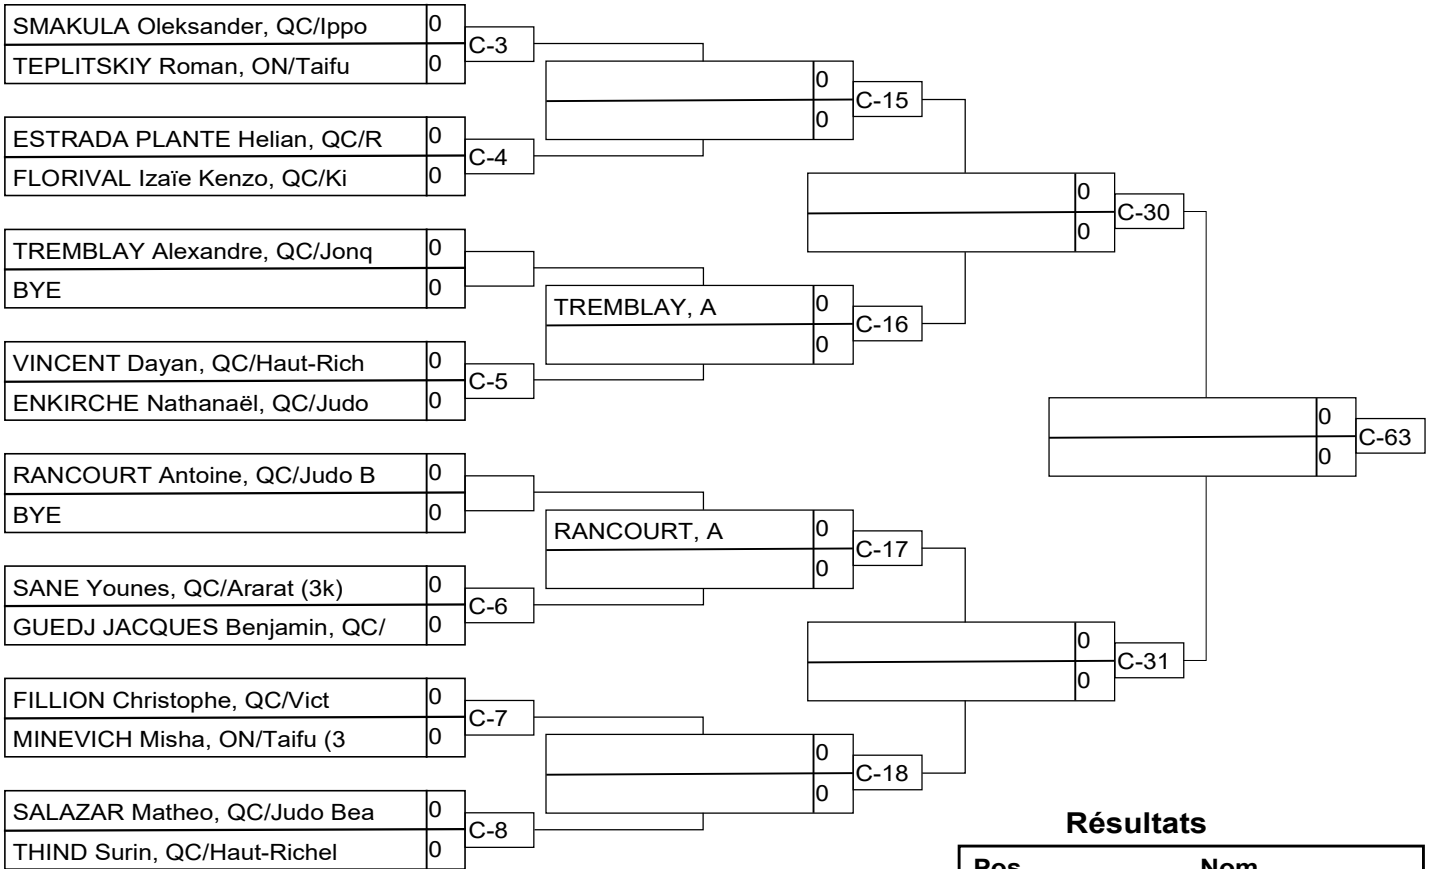 SMAKULA Oleksander, QC/Ippo 0
C-3
TEPLITSKIY Roman, ON/Taifu 0
0
C-15
0
ESTRADA PLANTE Helian, QC/R 0
C-4
FLORIVAL Izaïe Kenzo, QC/Ki 0
0
C-30
0
TREMBLAY Alexandre, QC/Jonq 0
BYE 0
TREMBLAY, A 0
C-16
0
VINCENT Dayan, QC/Haut-Rich 0
C-5
ENKIRCHE Nathanaël, QC/Judo 0
0
C-63
0
RANCOURT Antoine, QC/Judo B 0
BYE 0
RANCOURT, A 0
C-17
0
SANE Younes, QC/Ararat (3k) 0
C-6
GUEDJ JACQUES Benjamin, QC/ 0
0
C-31
0
FILLION Christophe, QC/Vict 0
C-7
MINEVICH Misha, ON/Taifu (3 0
0
C-18
0
SALAZAR Matheo, QC/Judo Bea 0
C-8
THIND Surin, QC/Haut-Richel 0
Résultats
Pos Nom